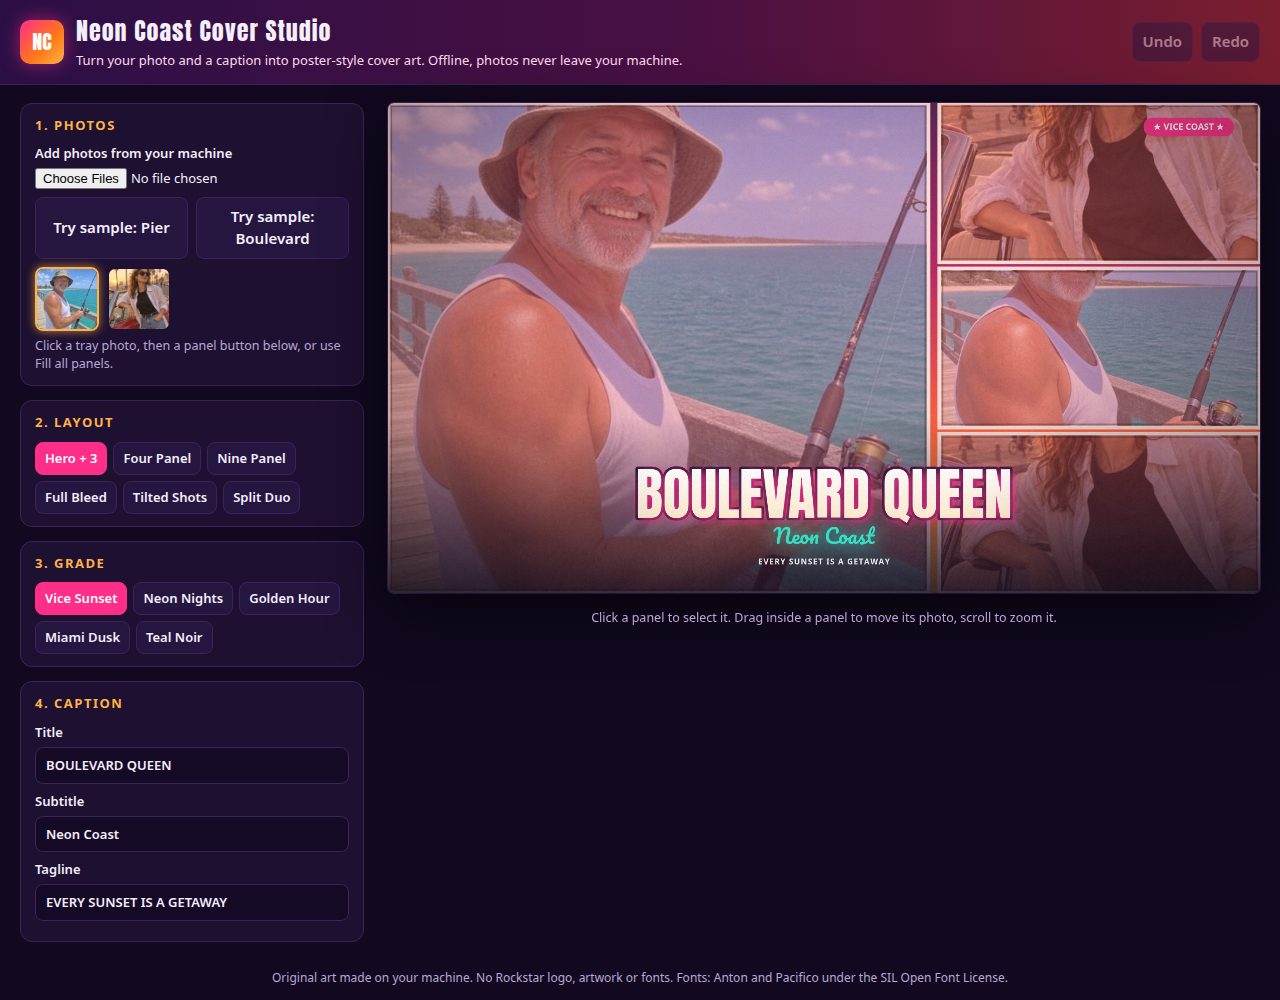 NC
Neon Coast Cover Studio
Turn your photo and a caption into poster-style cover art. Offline, photos never leave your machine.
Undo
Redo
1. PHOTOS
Add photos from your machine
Choose Files No file chosen
Try sample: Pier
Try sample:
Boulevard
Click a tray photo, then a panel button below, or use
Fill all panels.
2. LAYOUT
Hero + 3
Four Panel
Nine Panel
Full Bleed
Tilted Shots
Split Duo
3. GRADE
Vice Sunset
Neon Nights
Golden Hour
Miami Dusk
Teal Noir
4. CAPTION
Title
BOULEVARD QUEEN
Subtitle
Neon Coast
Tagline
EVERY SUNSET IS A GETAWAY
★ VICE COAST ★
BOULEVARD QUEEN
Neon Coast
EVERY SUNSET IS A GETAWAY
Click a panel to select it. Drag inside a panel to move its photo, scroll to zoom it.
Original art made on your machine. No Rockstar logo, artwork or fonts. Fonts: Anton and Pacifico under the SIL Open Font License.